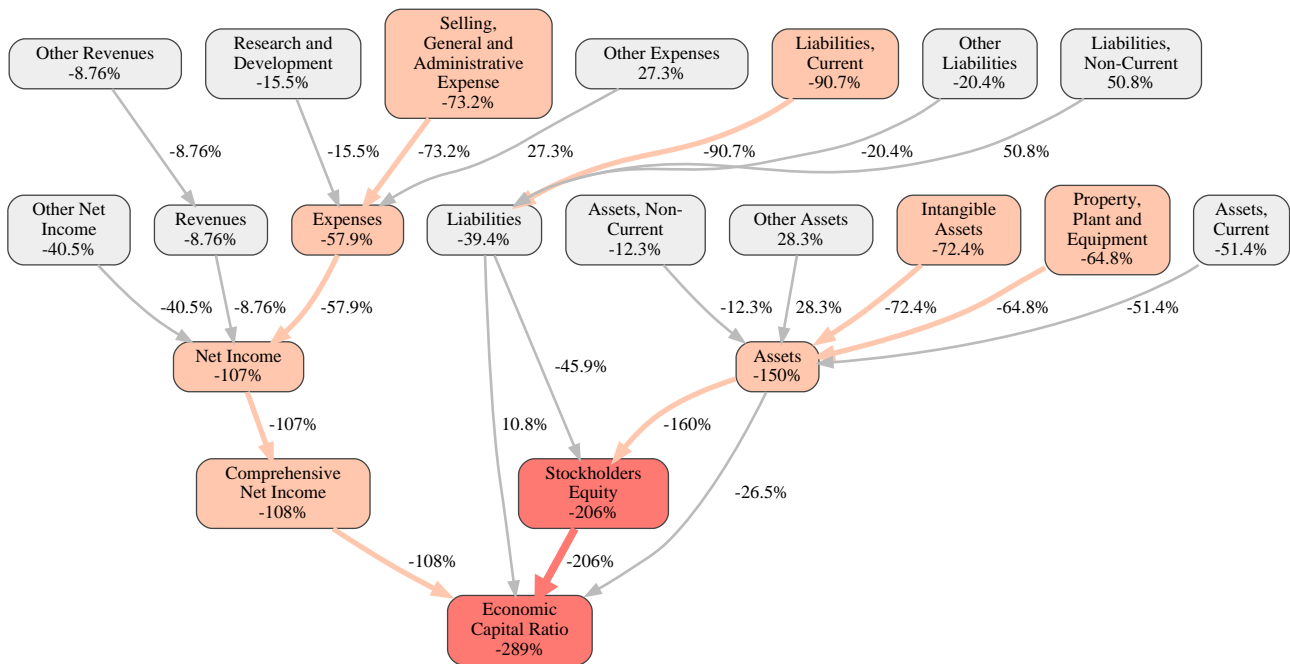 Other Revenues
-8.76%
Research and
Development
-15.5%
Selling,
General and
Administrative
Expense
-73.2%
Other Expenses
27.3%
Liabilities,
Current
-90.7%
Other
Liabilities
-20.4%
Liabilities,
Non-Current
50.8%
-8.76%
-15.5%
-73.2%
27.3%
-90.7%
-20.4%
50.8%
Other Net
Income
-40.5%
Revenues
-8.76%
Expenses
-57.9%
Liabilities
-39.4%
Assets, Non-
Current
-12.3%
Other Assets
28.3%
Intangible
Assets
-72.4%
Property,
Plant and
Equipment
-64.8%
Assets,
Current
-51.4%
-40.5%
-8.76%
-57.9%
-12.3%
28.3%
-72.4%
-64.8%
-51.4%
Net Income
-107%
-45.9%
Assets
-150%
-107%
10.8%
-160%
Comprehensive
Net Income
-108%
Stockholders
Equity
-206%
-26.5%
-108%
-206%
Economic
Capital Ratio
-289%